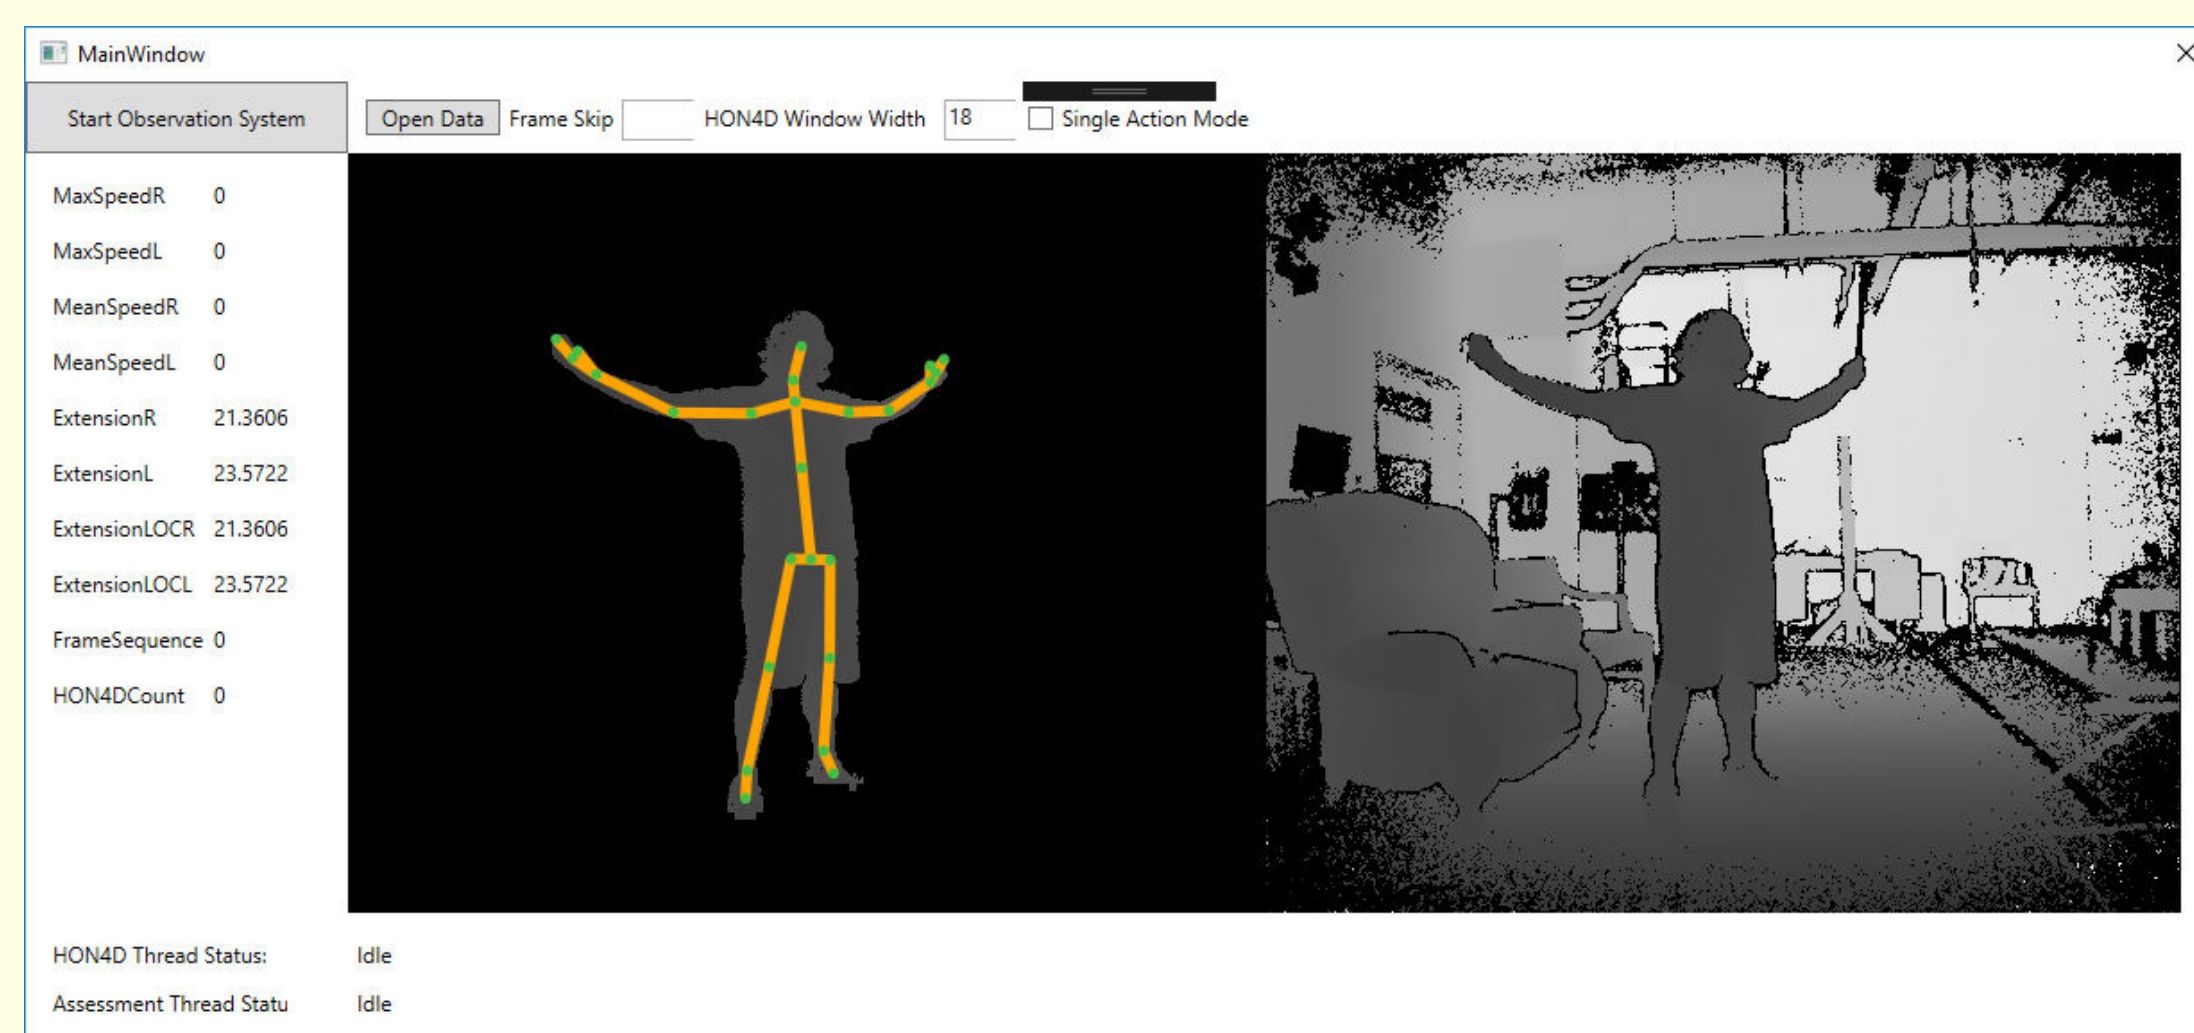 MainWindow
Start Observation System Open Data Frame Skip HON4D Window Width 18 Single Action Mode
MaxSpeedR 0
MaxSpeedL 0
MeanSpeedR 0
MeanSpeedL 0
ExtensionR 21.3606
ExtensionL 23.5722
ExtensionLOCR 21.3606
ExtensionLOCL 23.5722
FrameSequence 0
HON4DCount 0
HON4D Thread Status: Idle
Assessment Thread Statu Idle